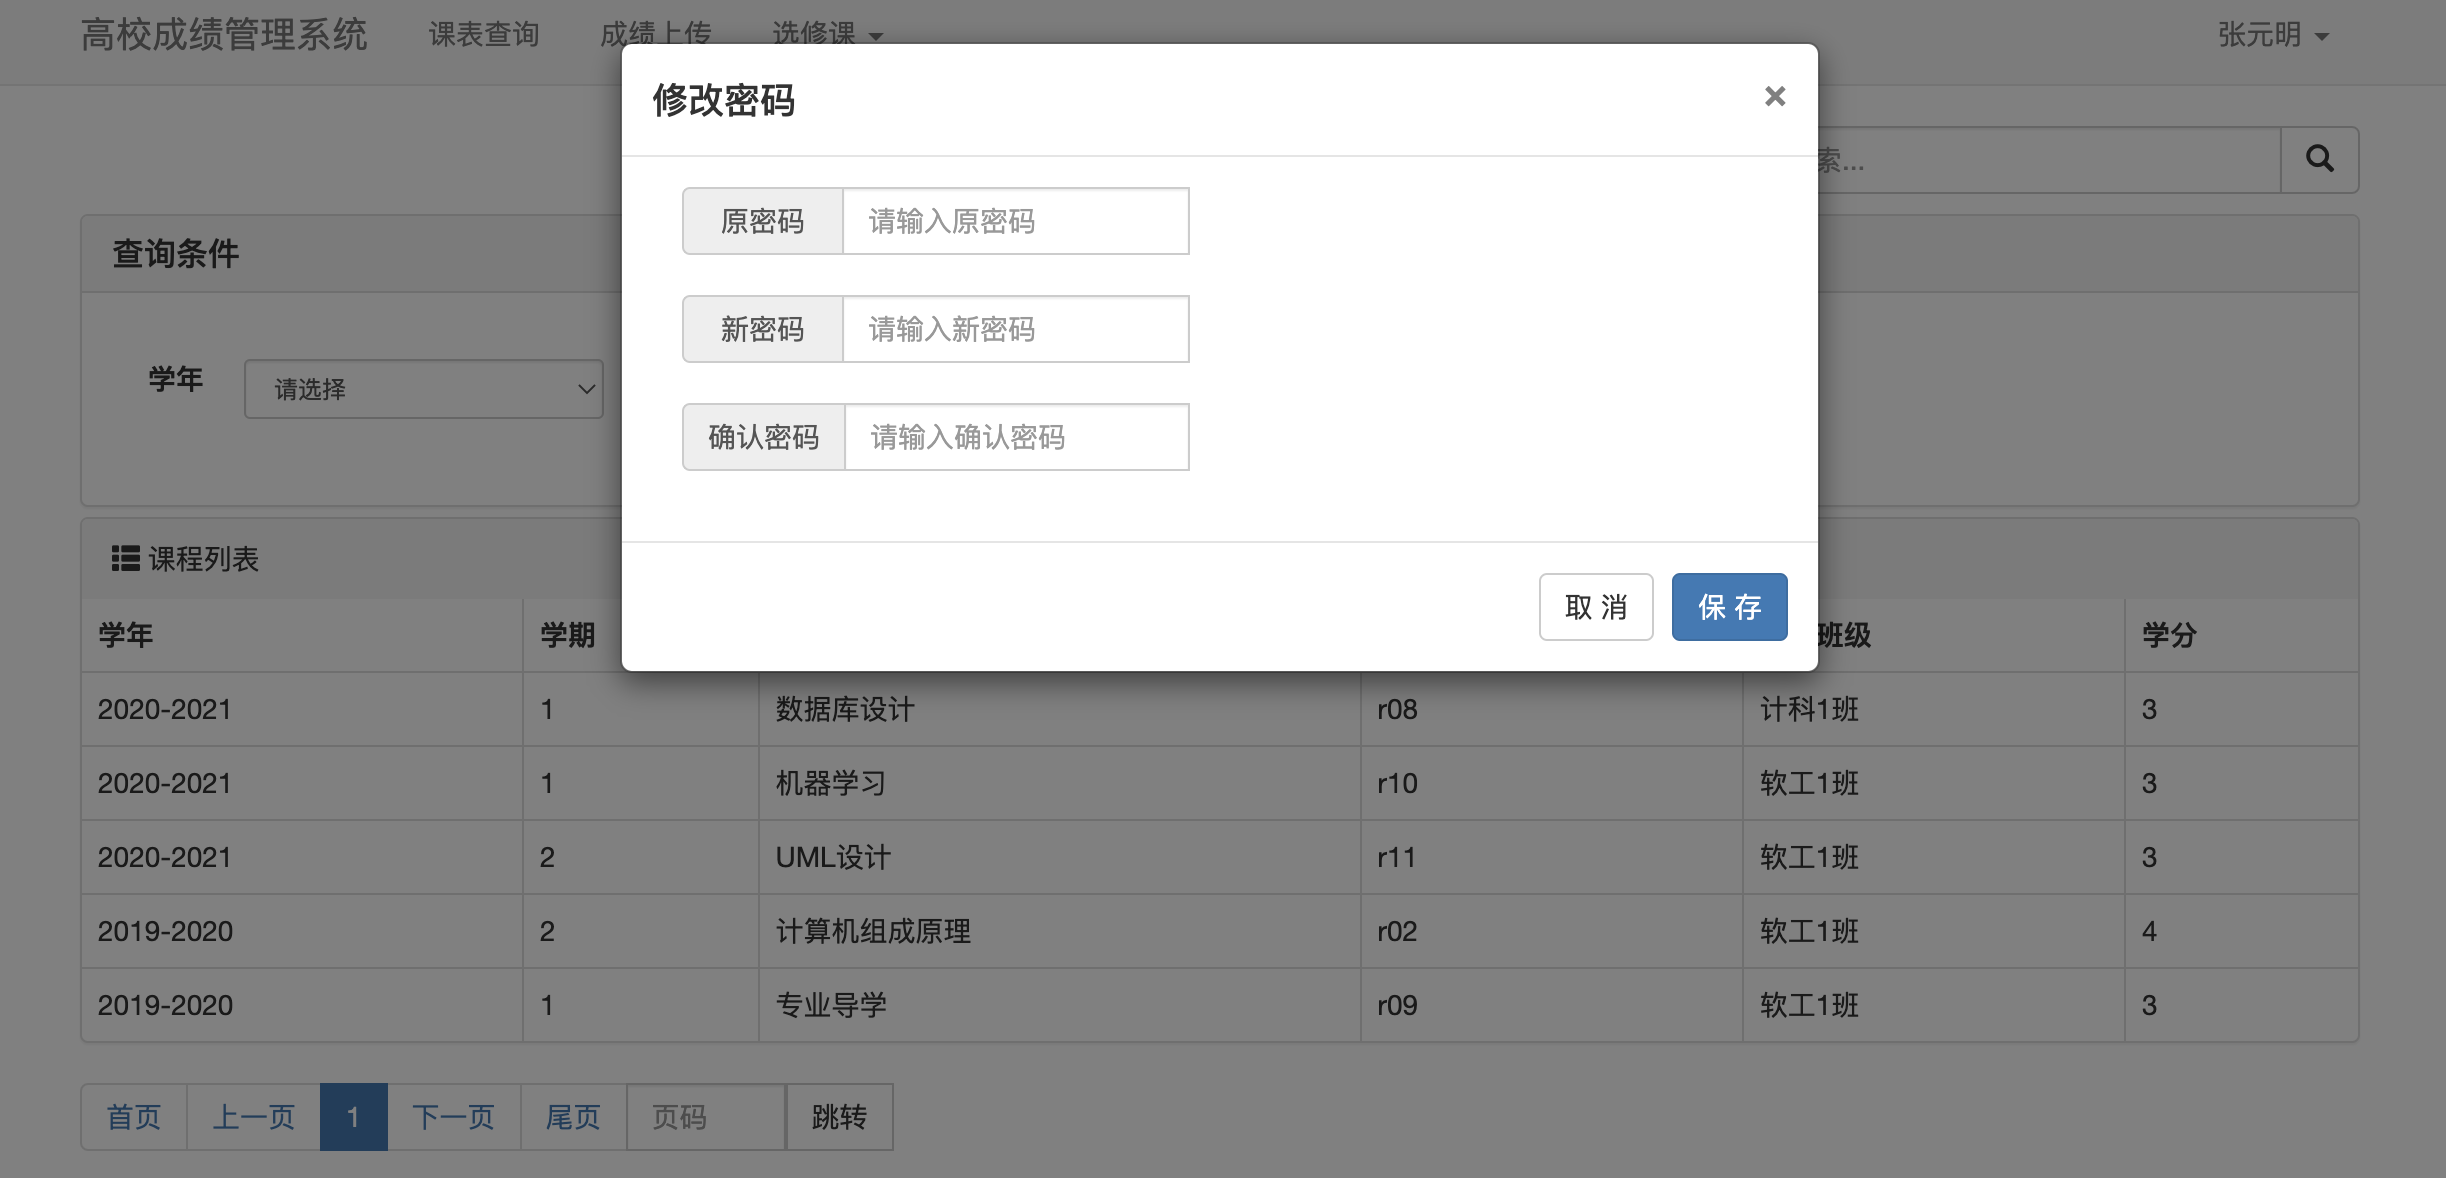 高校成绩管理系统 课表查询 成绩上传 选修课 张元明
修改密码 ×
索...
原密码 请输入原密码
查询条件
新密码 请输入新密码
学年 请选择
确认密码 请输入确认密码
课程列表
取 消 保 存
学年 学期 班级 学分
2020-2021 1 数据库设计 r08 计科1班 3
2020-2021 1 机器学习 r10 软工1班 3
2020-2021 2 UML设计 r11 软工1班 3
2019-2020 2 计算机组成原理 r02 软工1班 4
2019-2020 1 专业导学 r09 软工1班 3
首页 上一页 1 下一页 尾页 页码 跳转